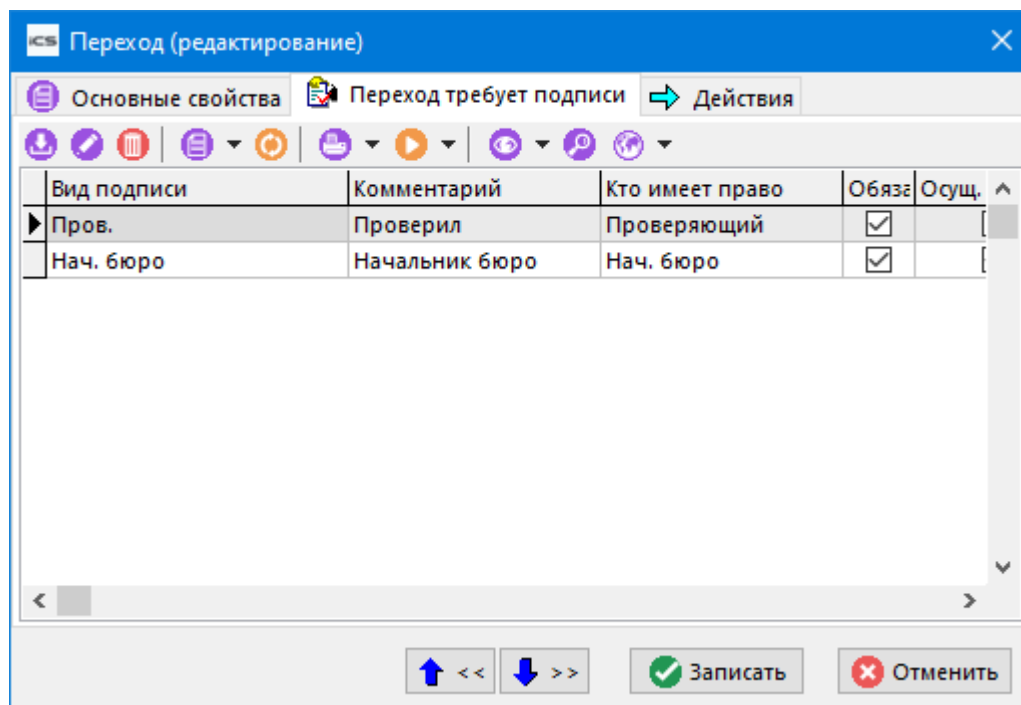 iCS Переход (редактирование)
Основные свойства Переход требует подписи Действия
Вид подписи Комментарий Кто имеет право Обяза Осущ.
Пров. Проверил Проверяющий
Нач. бюро Начальник бюро Нач. бюро
<< >> Записать Отменить